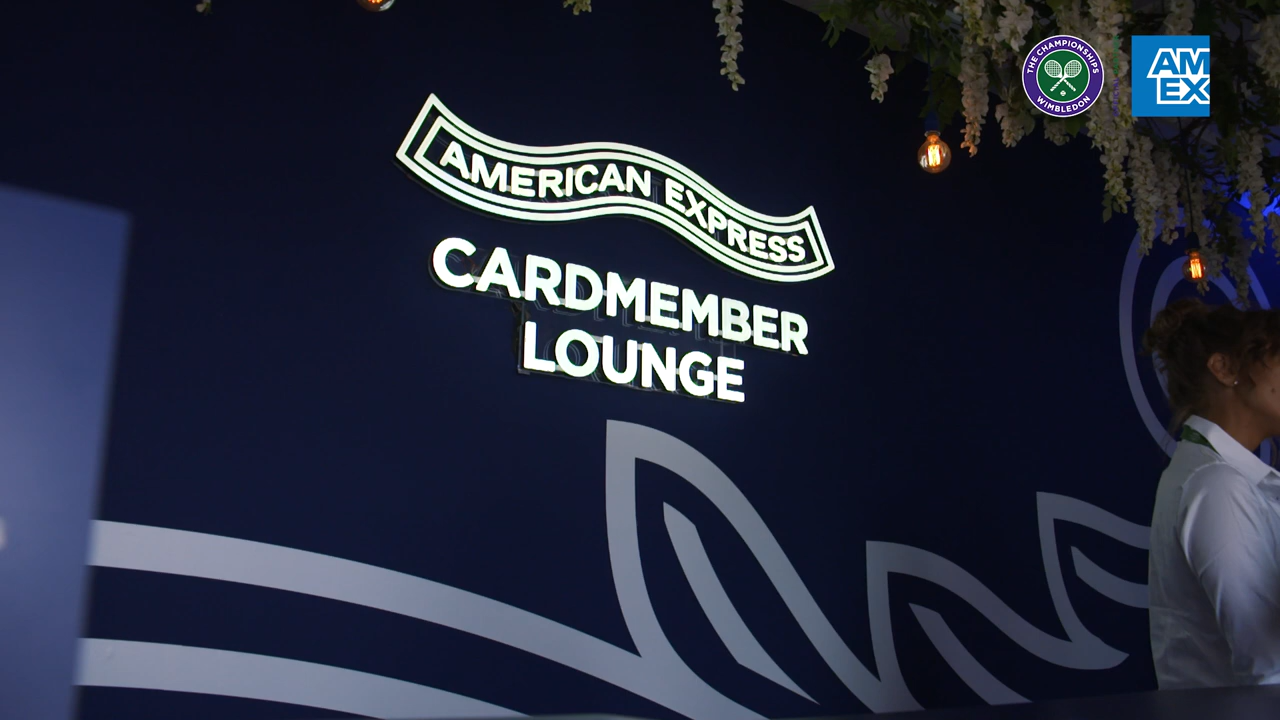 AMERICAN EXPRESS
CARDMEMBER
LOUNGE
THE CHAMPIONSHIPS
WIMBLEDON
AM
EX